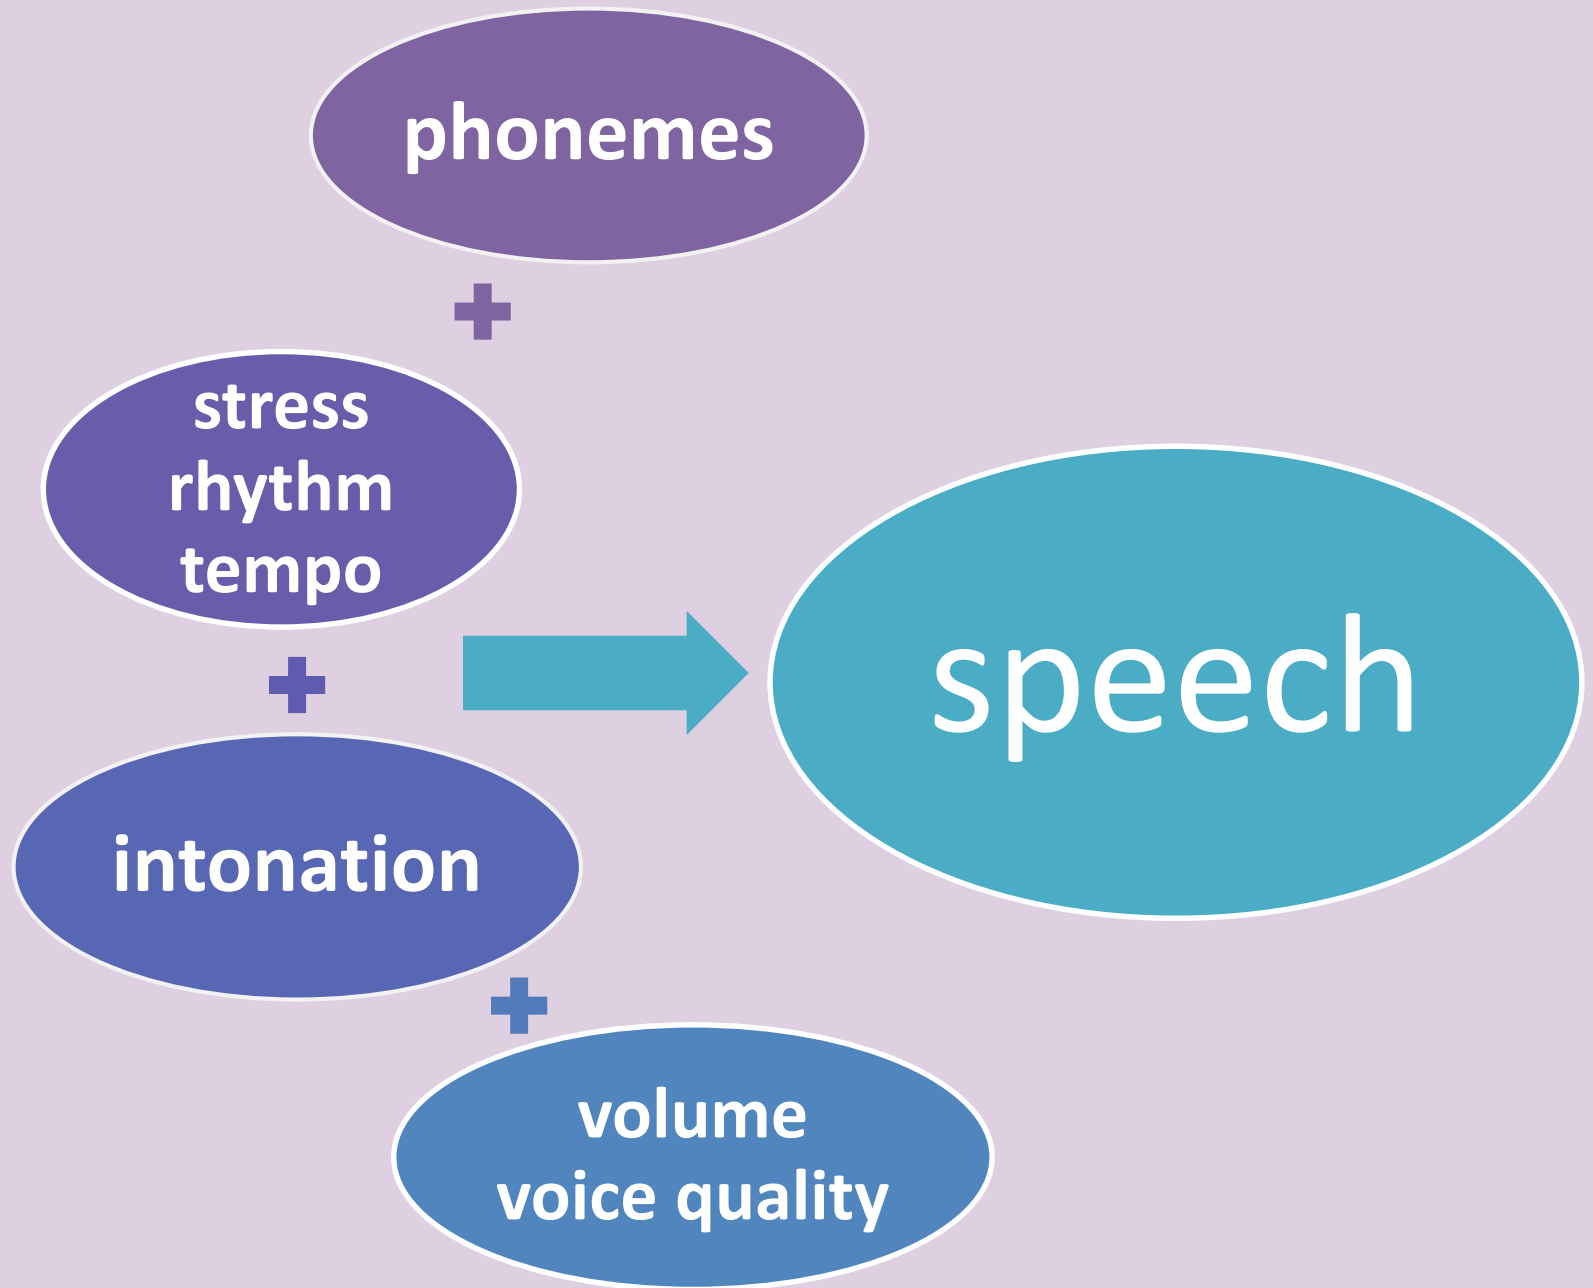 phonemes
stress
rhythm
tempo
speech
intonation
volume
voice quality